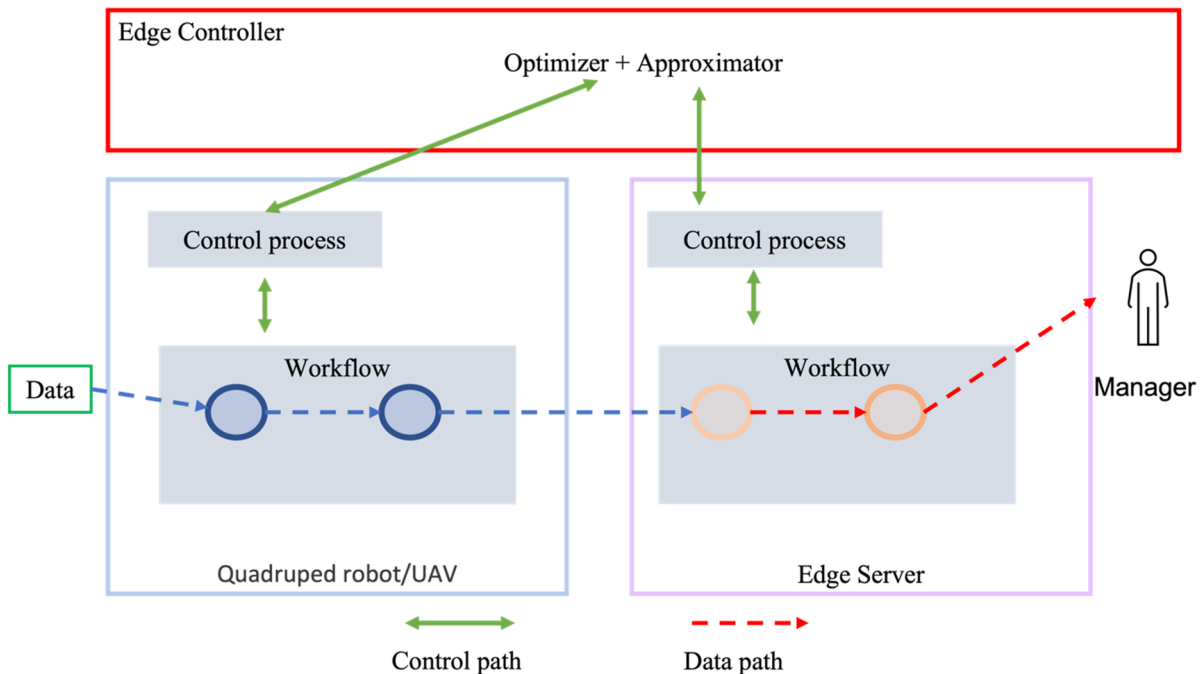 Edge Controller
Optimizer + Approximator
Control process
Control process
Workflow
Workflow
Data
Manager
Quadruped robot/UAV
Edge Server
Control path
Data path